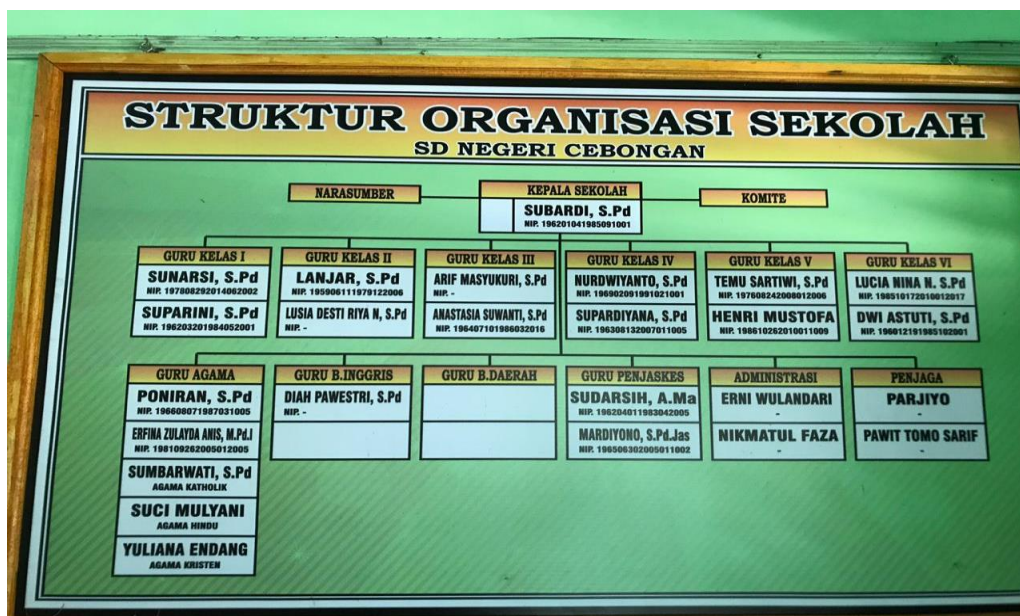 STRUKTUR ORGANISASI SEKOLAH
SD NEGERI CEBONGAN
NARASUMBER
KEPALA SEKOLAH
SUBARDI, S.Pd
NIP. 196201041985091001
KOMITE
GURU KELAS I
SUNARSI, S.Pd
NIP. 197808292014062002
SUPARINI, S.Pd
NIP. 196203201984052001
GURU KELAS II
LANJAR, S.Pd
NIP. 195906111979122006
LUSIA DESTI RIYA N, S.Pd
NIP. -
GURU KELAS III
ARIF MASYUKURI, S.Pd
NIP. -
ANASTASIA SUWANTI, S.Pd
NIP. 196407101986032016
GURU KELAS IV
NURDWIYANTO, S.Pd
NIP. 196902091991021001
SUPARDIYANA, S.Pd
NIP. 196308132007011005
GURU KELAS V
TEMU SARTIWI, S.Pd
NIP. 197608242008012006
HENRI MUSTOFA
NIP. 198610262010011009
GURU KELAS VI
LUCIA NINA N. S.Pd
NIP. 198510172010012017
DWI ASTUTI, S.Pd
NIP. 196012191985102001
GURU AGAMA
PONIRAN, S.Pd
NIP. 196608071987031005
ERFINA ZULAYDA ANIS, M.Pd.I
NIP. 198109262005012005
SUMBARWATI, S.Pd
AGAMA KATHOLIK
SUCI MULYANI
AGAMA HINDU
YULIANA ENDANG
AGAMA KRISTEN
GURU B.INGGRIS
DIAH PAWESTRI, S.Pd
NIP. -
GURU B.DAERAH
GURU PENJASKES
SUDARSIH, A.Ma
NIP. 196204011983042005
MARDIYONO, S.Pd.Jas
NIP. 196506302005011002
ADMINISTRASI
ERNI WULANDARI
-
NIKMATUL FAZA
-
PENJAGA
PARJIYO
-
PAWIT TOMO SARIF
-